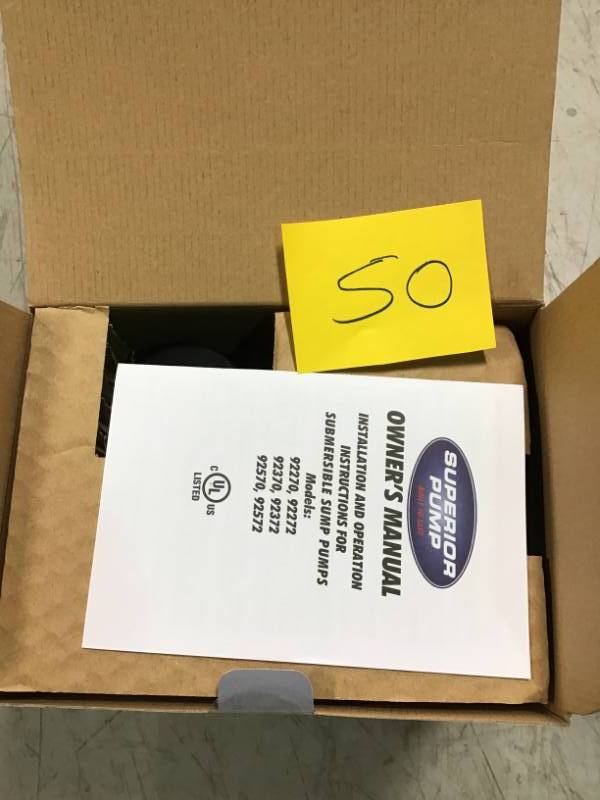 50
SUPERIOR
PUMP
OWNER'S MANUAL
INSTALLATION AND OPERATION
INSTRUCTIONS FOR
SUBMERSIBLE SUMP PUMPS
Models:
92270, 92272
92370, 92372
92570, 92572
C UL US
LISTED